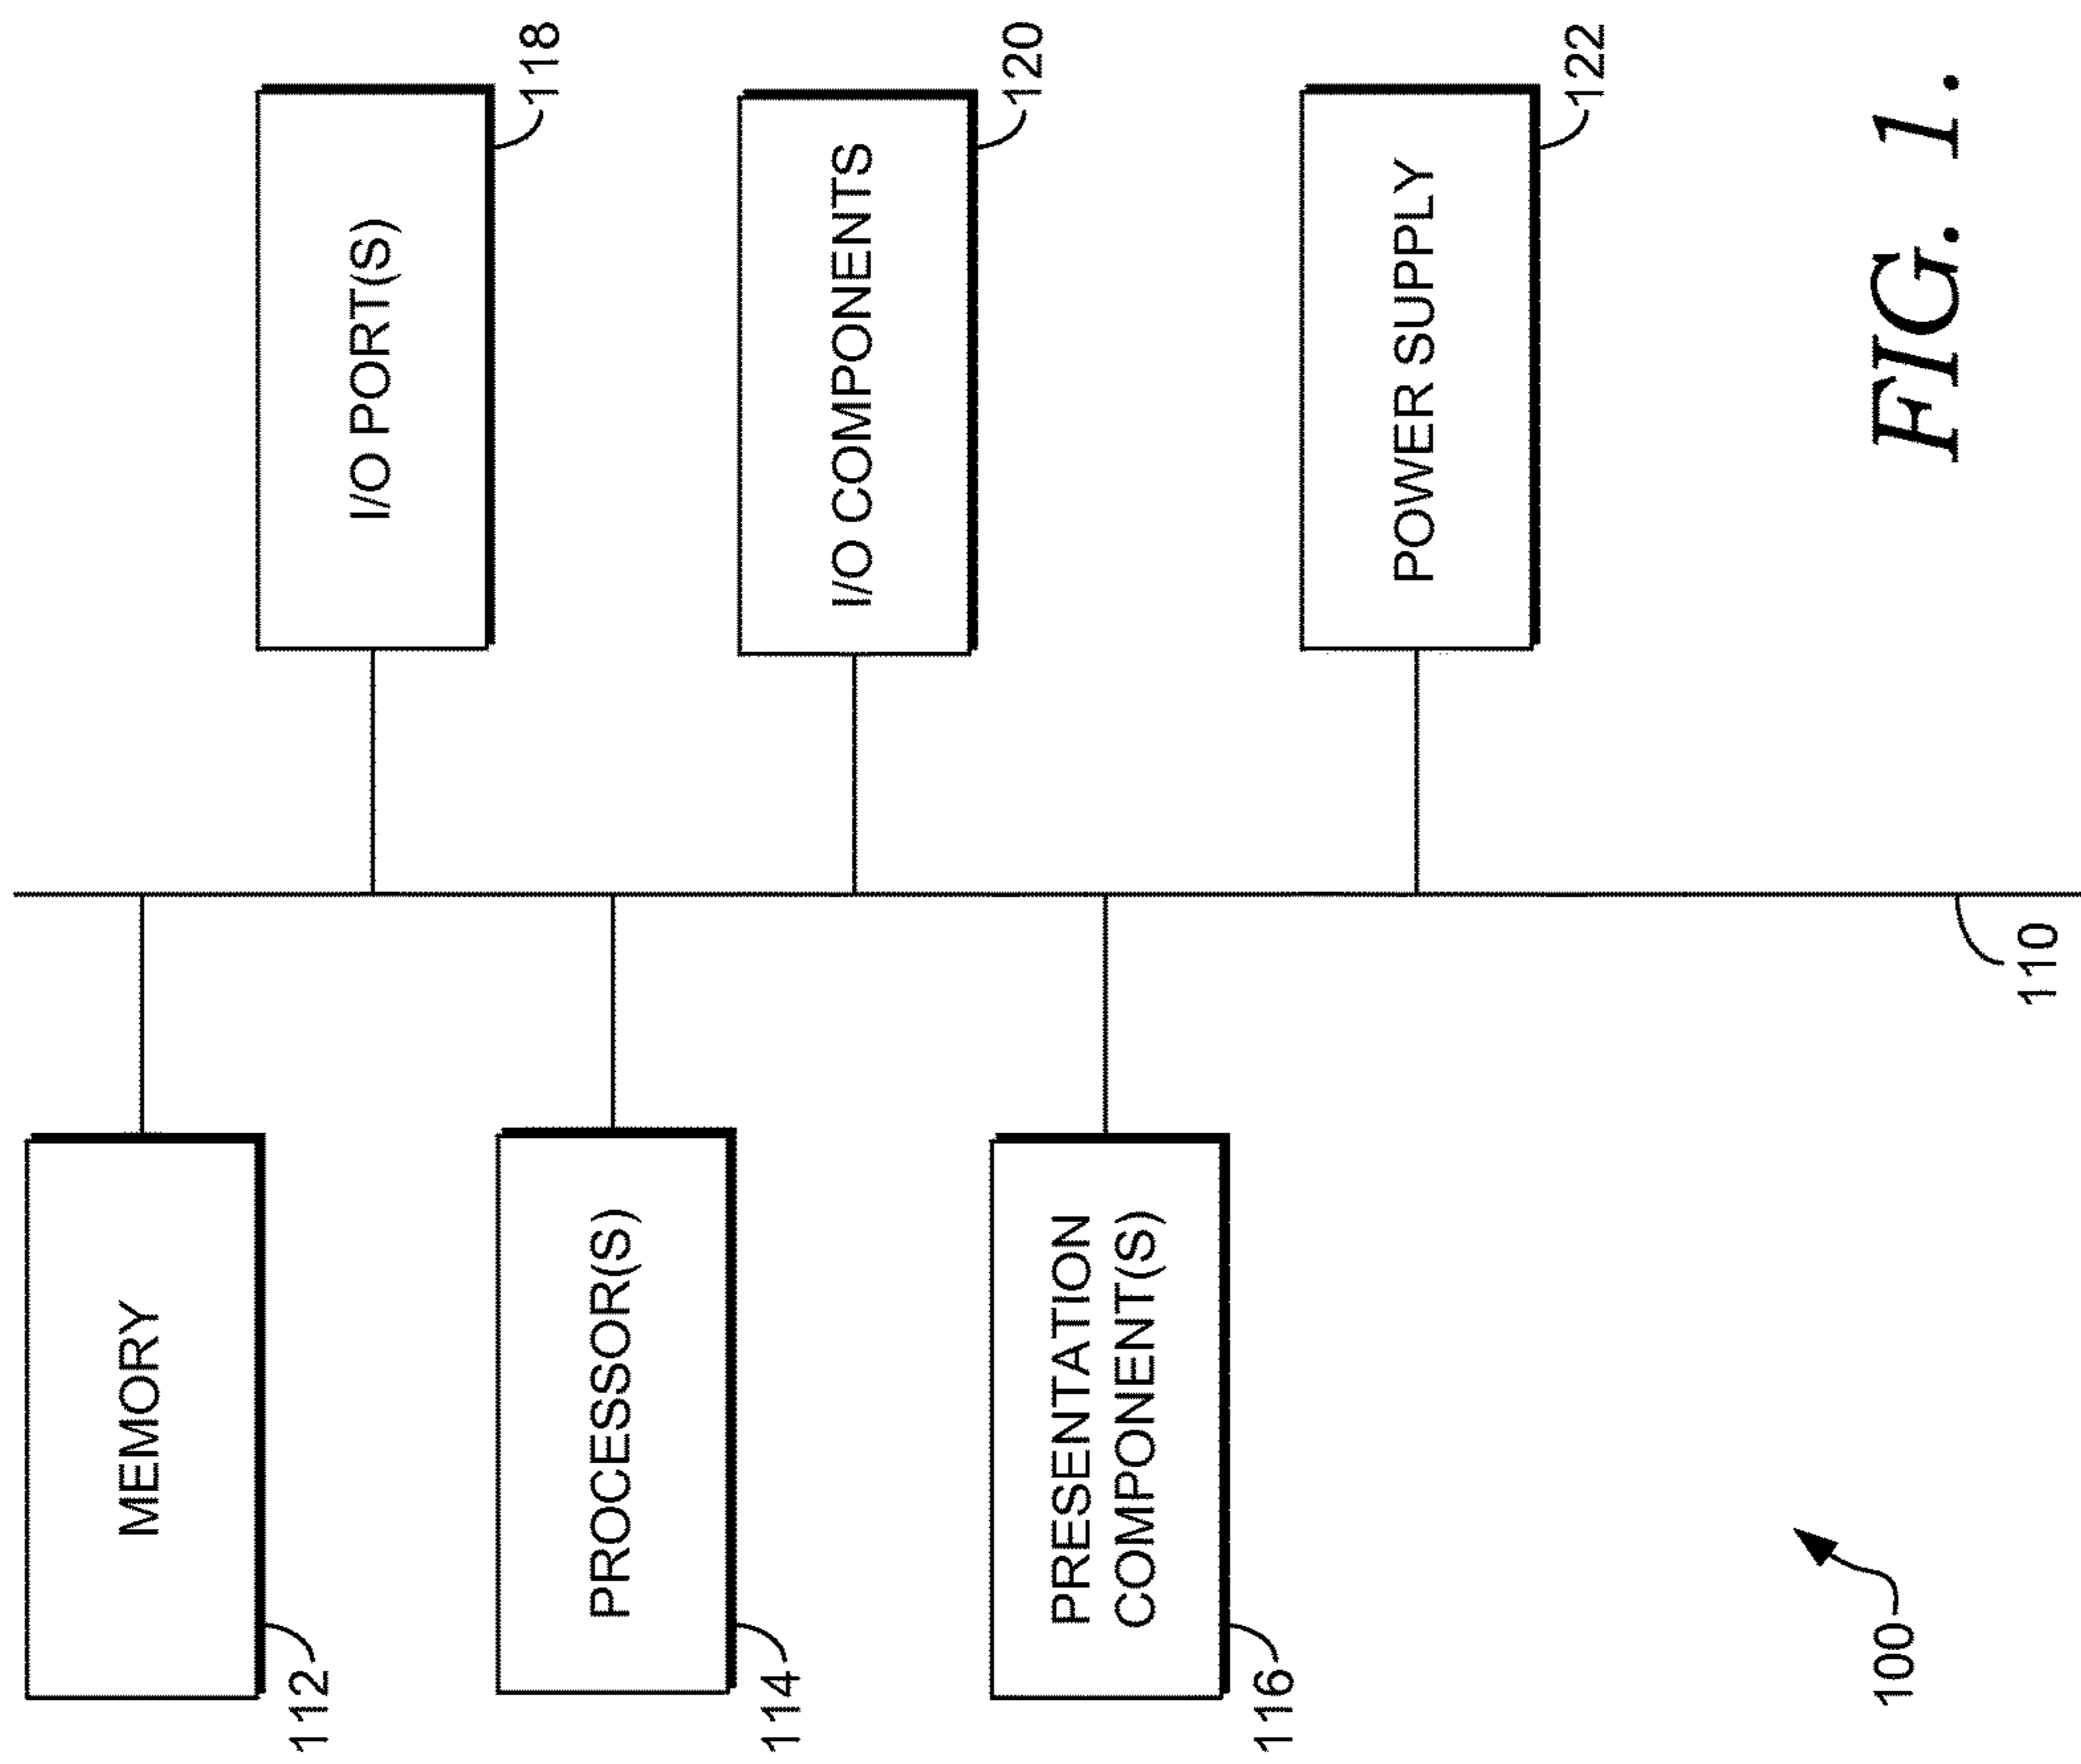 MEMORY
112
I/O PORT(S)
118
PROCESSOR(S)
114
I/O COMPONENTS
120
PRESENTATION
COMPONENT(S)
116
POWER SUPPLY
122
110
100
FIG. 1.